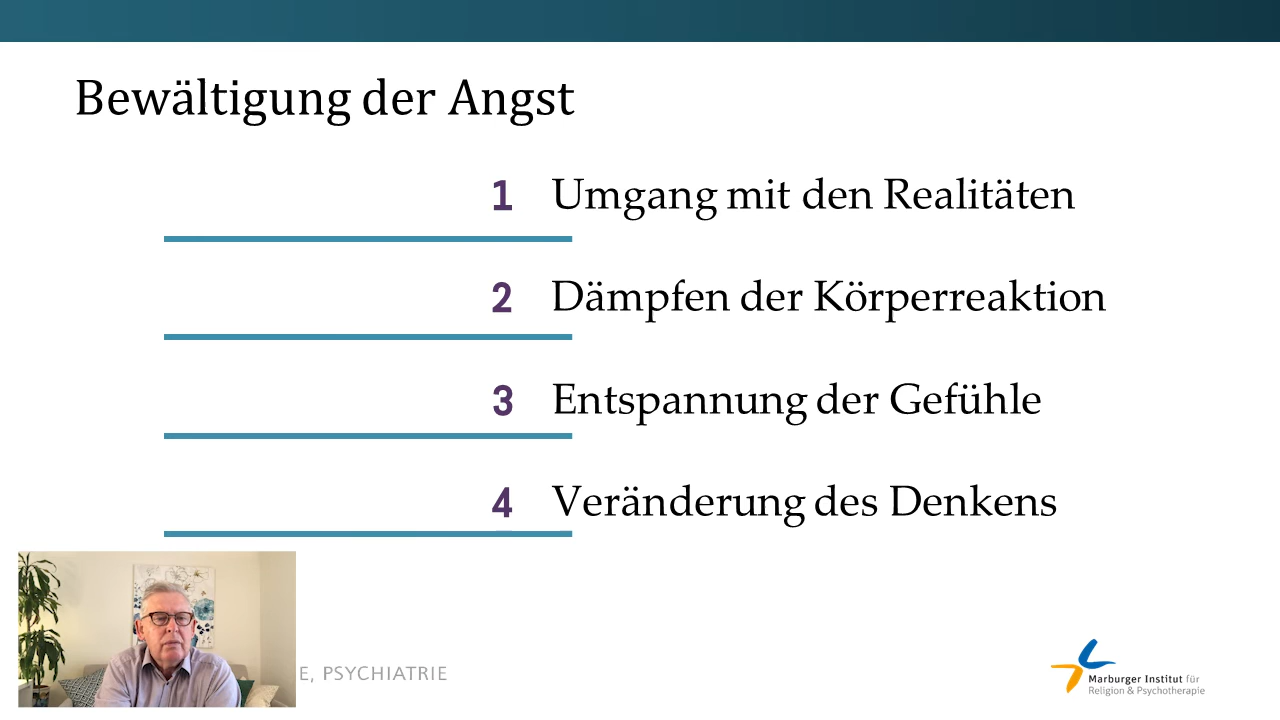 Bewältigung der Angst
1 Umgang mit den Realitäten
2 Dämpfen der Körperreaktion
3 Entspannung der Gefühle
4 Veränderung des Denkens
E, PSYCHIATRIE
Marburger Institut für
Religion & Psychotherapie